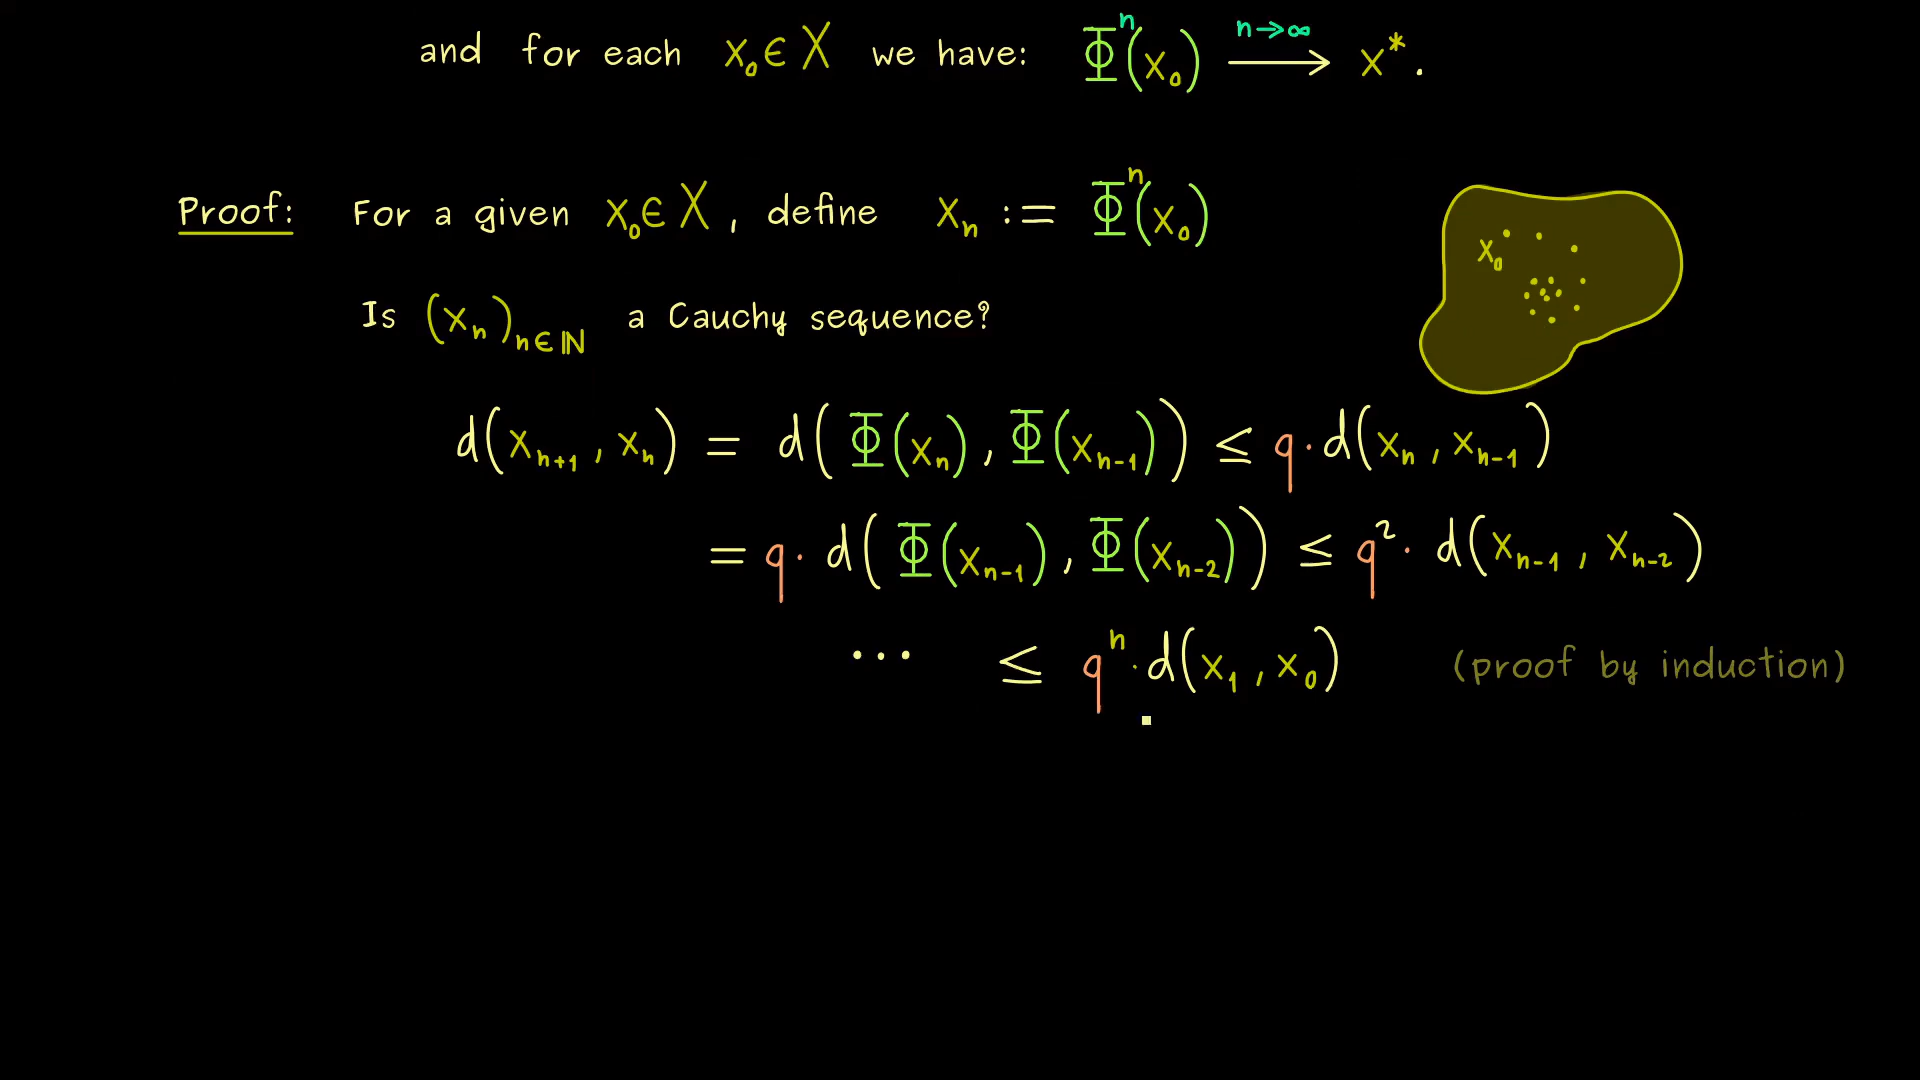 and for each x₀ ∈ X we have: Φⁿ(x₀) —n→∞→ x*.
Proof: For a given x₀ ∈ X, define xₙ := Φⁿ(x₀)
x₀
Is (xₙ)ₙ∈ℕ a Cauchy sequence?
d(xₙ₊₁, xₙ) = d(Φ(xₙ), Φ(xₙ₋₁)) ≤ q · d(xₙ, xₙ₋₁)
= q · d(Φ(xₙ₋₁), Φ(xₙ₋₂)) ≤ q² · d(xₙ₋₁, xₙ₋₂)
··· ≤ qⁿ · d(x₁, x₀) (proof by induction)